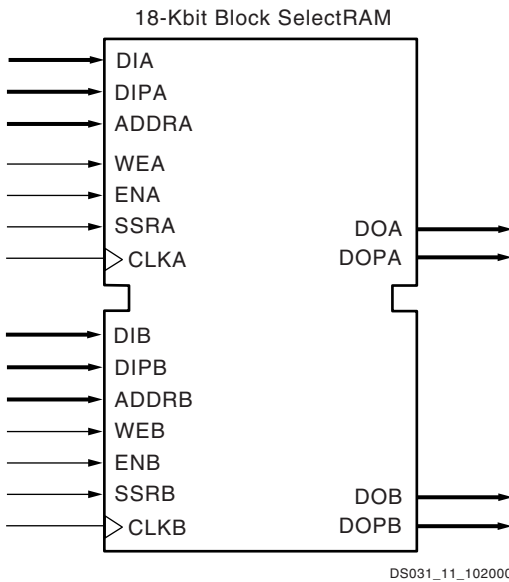 18-Kbit Block SelectRAM
DIA
DIPA
ADDRA
WEA
ENA
SSRA
CLKA
DOA
DOPA
DIB
DIPB
ADDRB
WEB
ENB
SSRB
CLKB
DOB
DOPB
DS031_11_102000